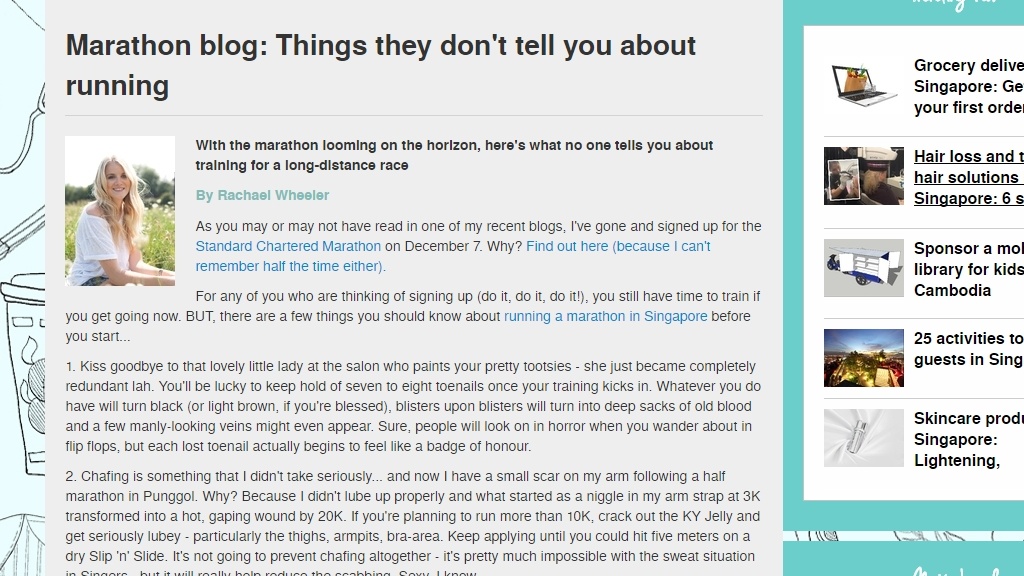 Marathon blog: Things they don't tell you about
running
With the marathon looming on the horizon, here's what no one tells you about
training for a long-distance race
By Rachael Wheeler
As you may or may not have read in one of my recent blogs, I've gone and signed up for the
Standard Chartered Marathon on December 7. Why? Find out here (because I can't
remember half the time either).
For any of you who are thinking of signing up (do it, do it, do it!), you still have time to train if
you get going now. BUT, there are a few things you should know about running a marathon in Singapore before
you start...
1. Kiss goodbye to that lovely little lady at the salon who paints your pretty tootsies - she just became completely
redundant lah. You'll be lucky to keep hold of seven to eight toenails once your training kicks in. Whatever you do
have will turn black (or light brown, if you're blessed), blisters upon blisters will turn into deep sacks of old blood
and a few manly-looking veins might even appear. Sure, people will look on in horror when you wander about in
flip flops, but each lost toenail actually begins to feel like a badge of honour.
2. Chafing is something that I didn't take seriously... and now I have a small scar on my arm following a half
marathon in Punggol. Why? Because I didn't lube up properly and what started as a niggle in my arm strap at 3K
transformed into a hot, gaping wound by 20K. If you're planning to run more than 10K, crack out the KY Jelly and
get seriously lubey - particularly the thighs, armpits, bra-area. Keep applying until you could hit five meters on a
dry Slip 'n' Slide. It's not going to prevent chafing altogether - it's pretty much impossible with the sweat situation
in Singers - but it will really help reduce the scabbing. Sexy, I know.
Grocery delive
Singapore: Ge
your first order
Hair loss and t
hair solutions
Singapore: 6 s
Sponsor a mo
library for kids
Cambodia
25 activities to
guests in Sing
Skincare produ
Singapore:
Lightening,